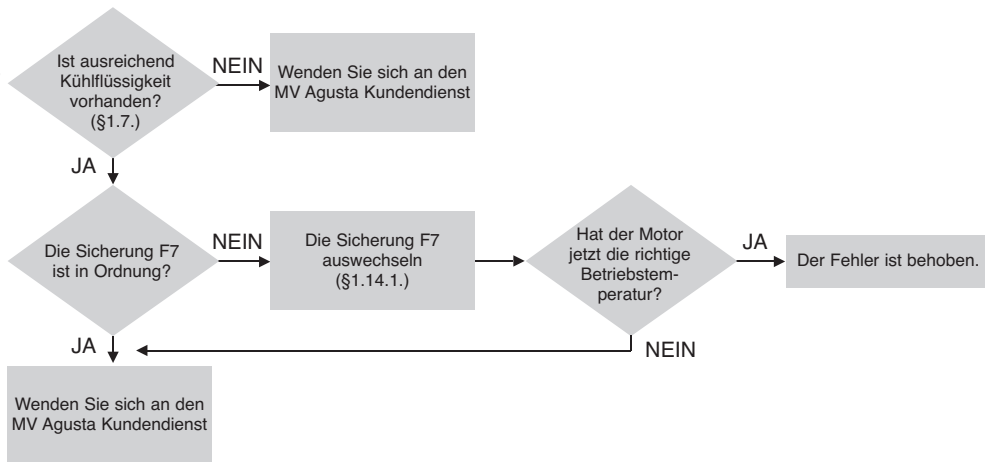 Ist ausreichend
Kühlflüssigkeit
vorhanden?
(§1.7.)
NEIN
Wenden Sie sich an den
MV Agusta Kundendienst
JA
Die Sicherung F7
ist in Ordnung?
NEIN
Die Sicherung F7
auswechseln
(§1.14.1.)
Hat der Motor
jetzt die richtige
Betriebstem-
peratur?
JA
Der Fehler ist behoben.
NEIN
JA
Wenden Sie sich an den
MV Agusta Kundendienst